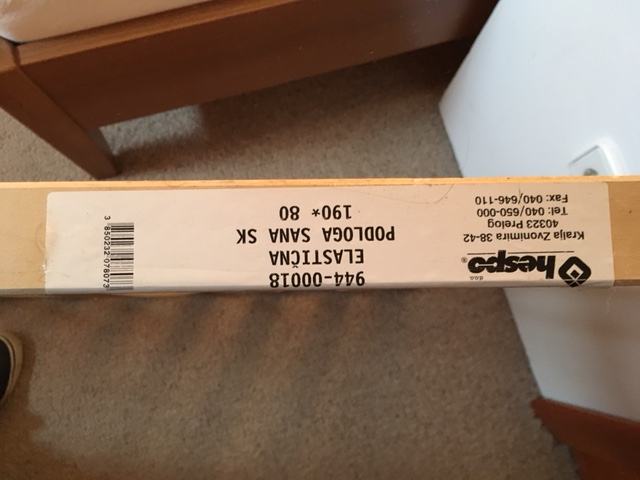 hespo®
d.o.o.
Kralja Zvonimira 38-42
40323 Prelog
Tel: 040/650-000
Fax: 040/646-110
944-00018
ELASTIČNA
PODLOGA SANA SK
190* 80
3 850232 078073